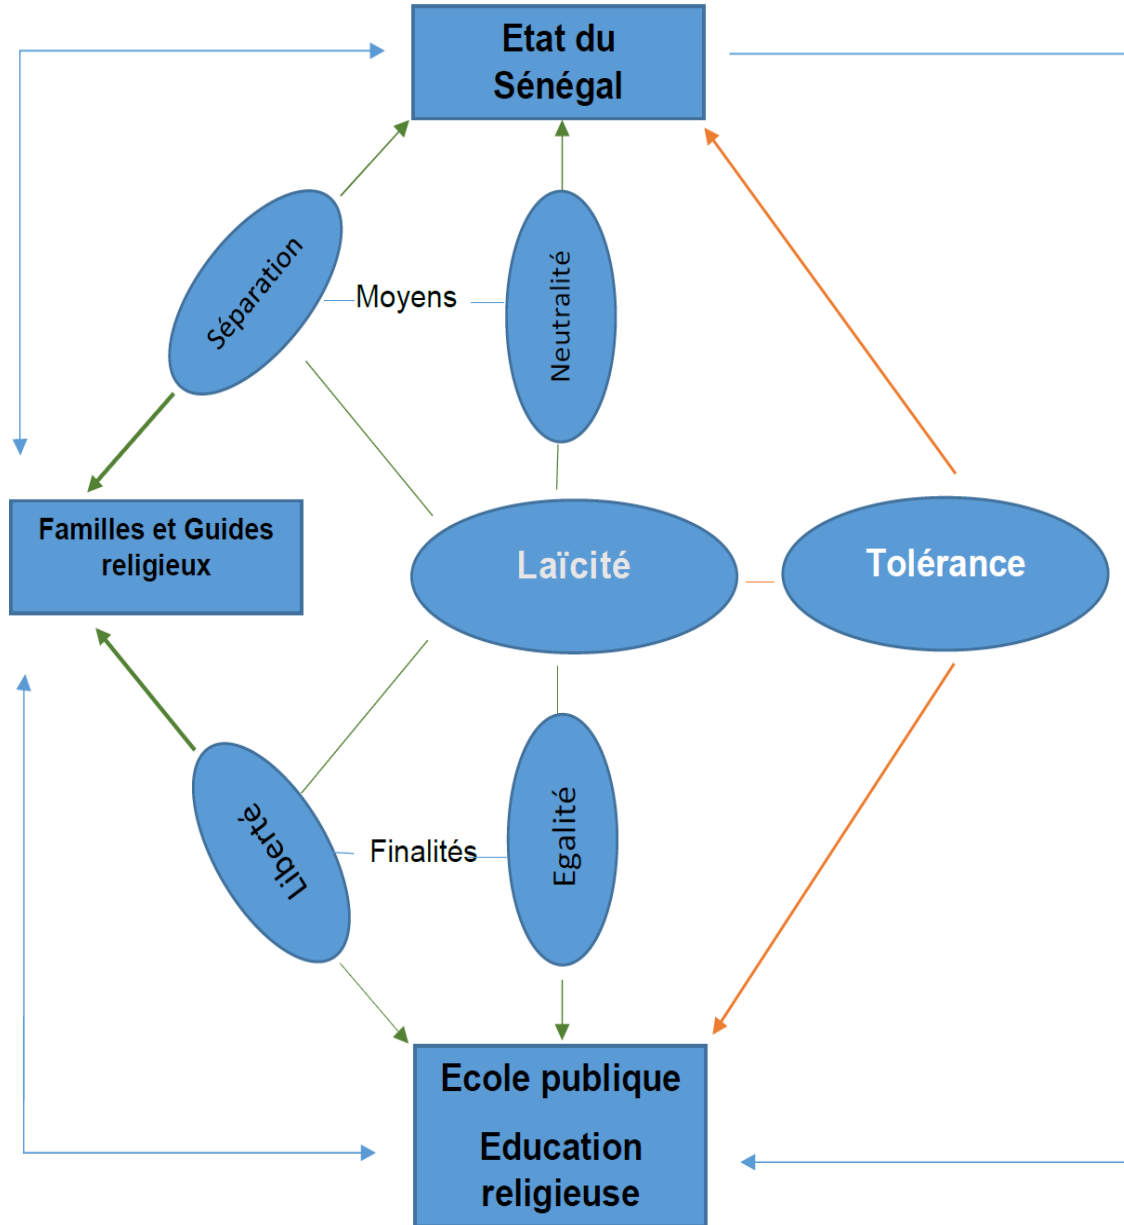 Etat du
Sénégal
Séparation
Moyens
Neutralité
Familles et Guides
religieux
Laïcité
Tolérance
Liberté
Finalités
Egalité
Ecole publique
Education
religieuse